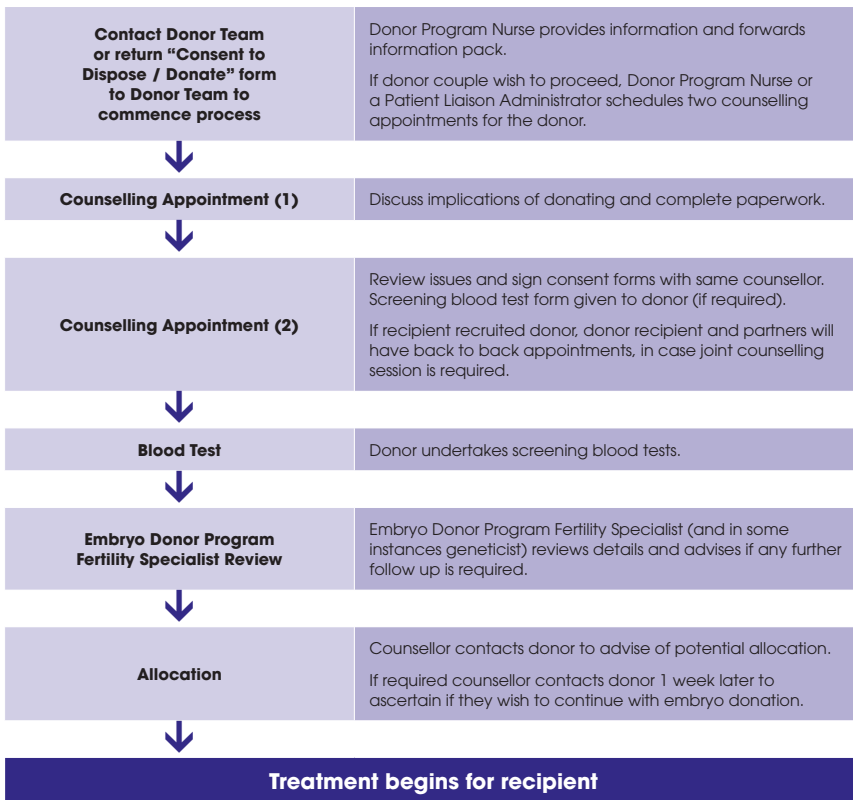 Contact Donor Team
or return “Consent to
Dispose / Donate” form
to Donor Team to
commence process
Donor Program Nurse provides information and forwards
information pack.
If donor couple wish to proceed, Donor Program Nurse or
a Patient Liaison Administrator schedules two counselling
appointments for the donor.
Counselling Appointment (1)
Discuss implications of donating and complete paperwork.
Counselling Appointment (2)
Review issues and sign consent forms with same counsellor.
Screening blood test form given to donor (if required).
If recipient recruited donor, donor recipient and partners will
have back to back appointments, in case joint counselling
session is required.
Blood Test
Donor undertakes screening blood tests.
Embryo Donor Program
Fertility Specialist Review
Embryo Donor Program Fertility Specialist (and in some
instances geneticist) reviews details and advises if any further
follow up is required.
Allocation
Counsellor contacts donor to advise of potential allocation.
If required counsellor contacts donor 1 week later to
ascertain if they wish to continue with embryo donation.
Treatment begins for recipient